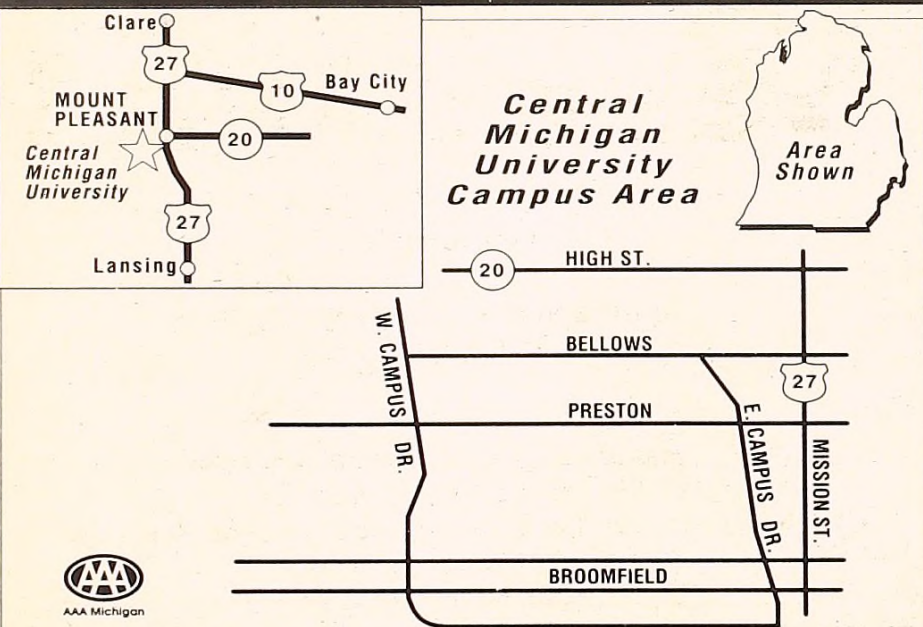 Clare
27
10
Bay City
MOUNT
PLEASANT
20
Central
Michigan
University
27
Lansing
Central
Michigan
University
Campus Area
Area
Shown
20
HIGH ST.
W. CAMPUS DR.
BELLOWS
27
PRESTON
E. CAMPUS DR.
MISSION ST.
BROOMFIELD
AAA
AAA Michigan